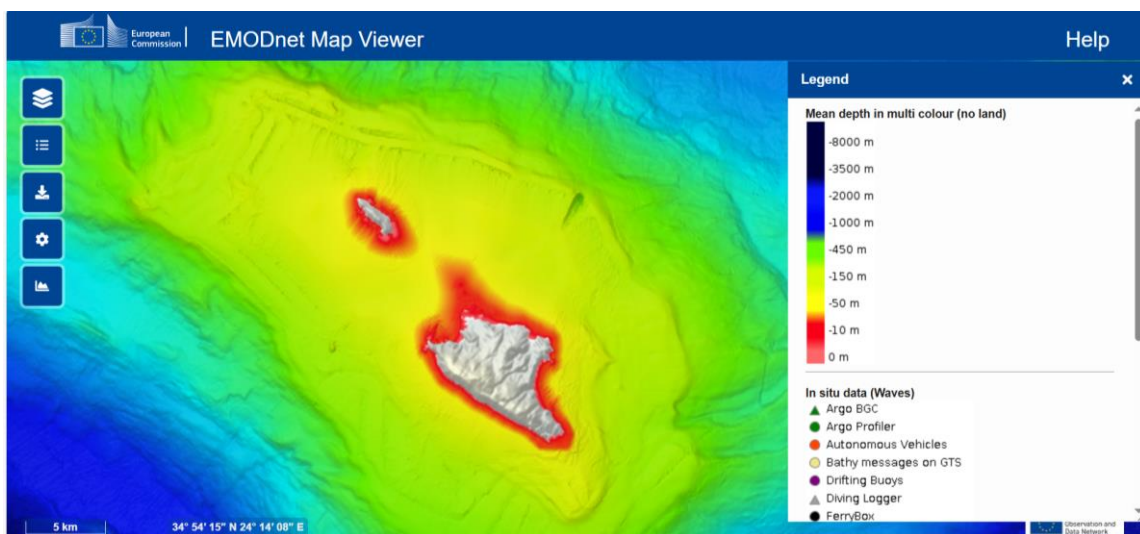 European
Commission
EMODnet Map Viewer
Help
Legend
Mean depth in multi colour (no land)
-8000 m
-3500 m
-2000 m
-1000 m
-450 m
-150 m
-50 m
-10 m
0 m
In situ data (Waves)
Argo BGC
Argo Profiler
Autonomous Vehicles
Bathy messages on GTS
Drifting Buoys
Diving Logger
FerryBox
5 km
34° 54' 15" N 24° 14' 08" E
Observation and
Data Network